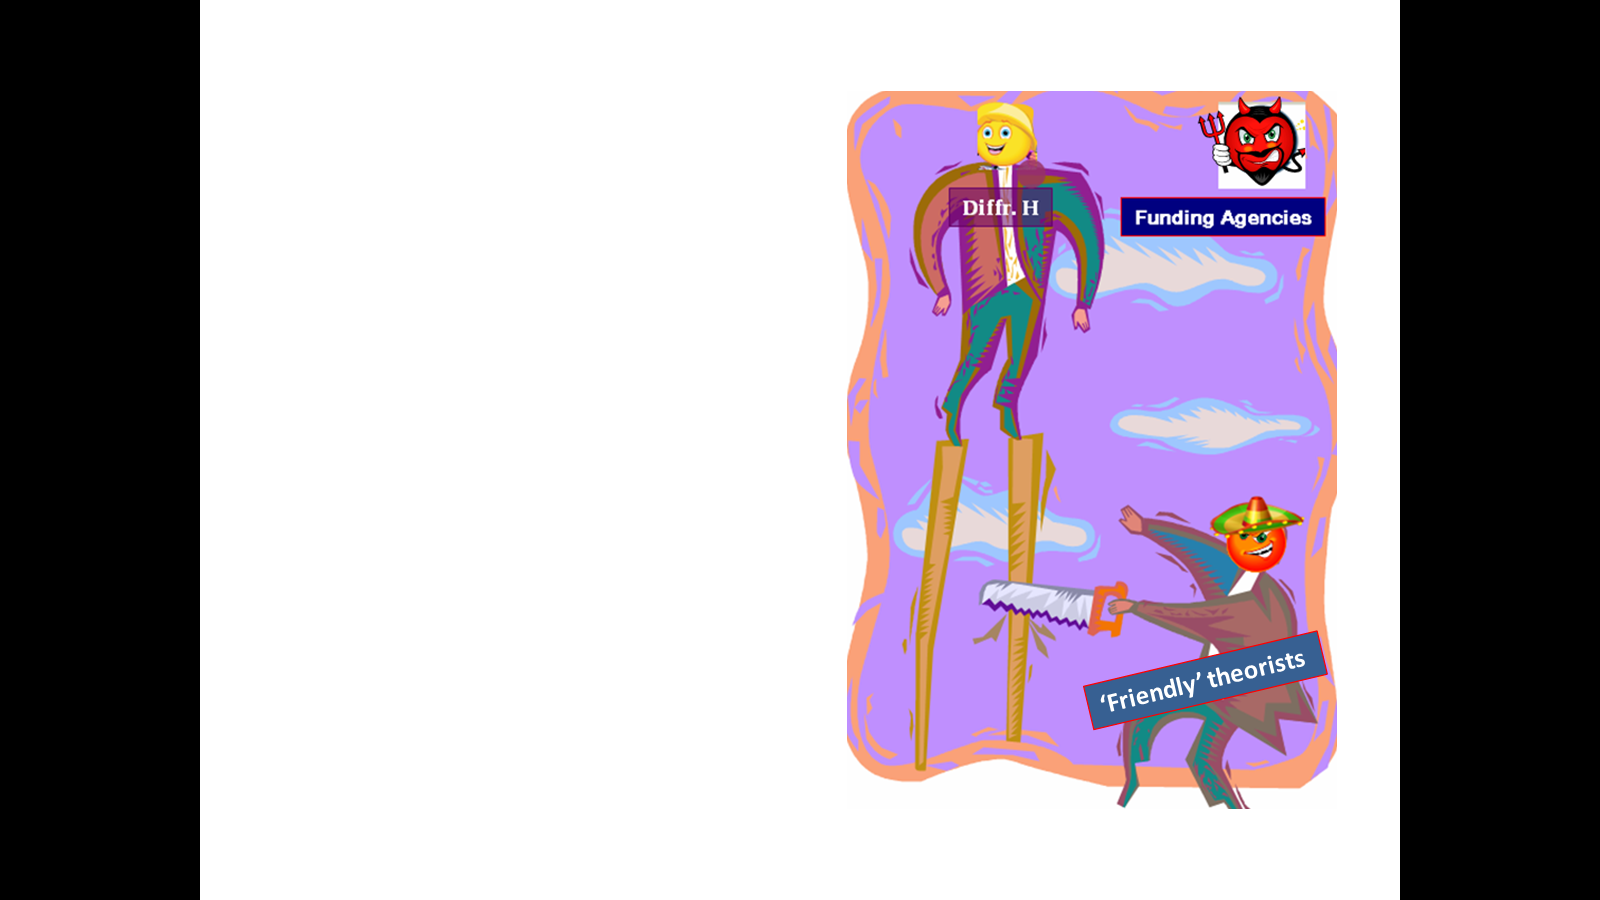 Diffr. H
Funding Agencies
‘Friendly’ theorists